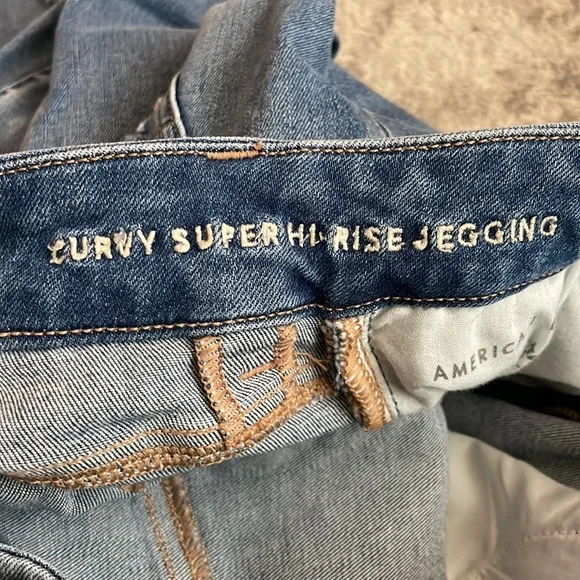 CURVY SUPER HI-RISE JEGGING
AMERICA